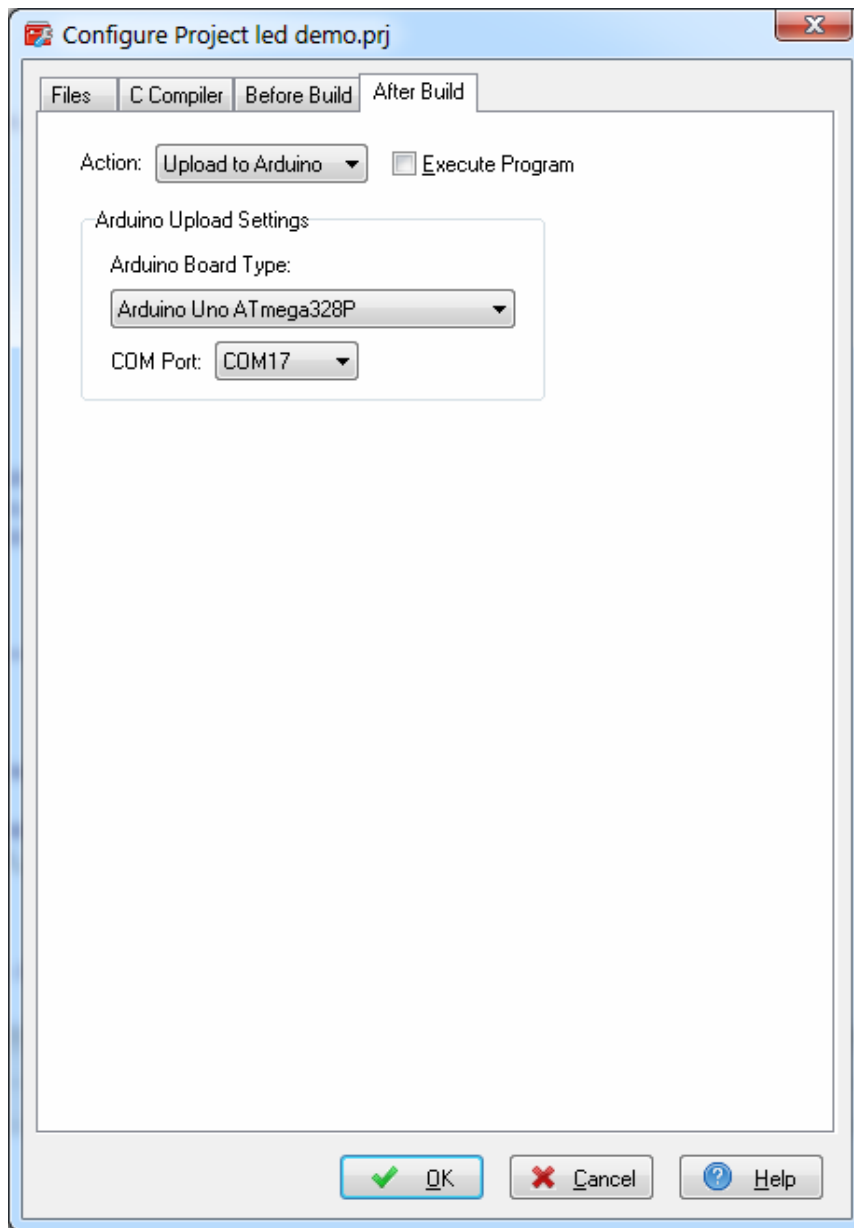 Configure Project led demo.prj
Files C Compiler Before Build After Build
Action: Upload to Arduino Execute Program
Arduino Upload Settings
Arduino Board Type:
Arduino Uno ATmega328P
COM Port: COM17
OK Cancel Help